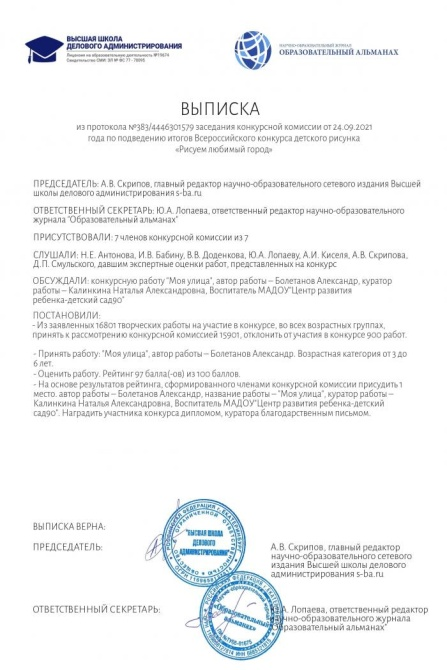 ВЫСШАЯ ШКОЛА
ДЕЛОВОГО АДМИНИСТРИРОВАНИЯ
Лицензия на образовательную деятельность №19674
НАУЧНО-ОБРАЗОВАТЕЛЬНЫЙ ЖУРНАЛ
ОБРАЗОВАТЕЛЬНЫЙ АЛЬМАНАХ
ВЫПИСКА
из протокола №383/4446301579 заседания конкурсной комиссии от 24.09.2021
года по подведению итогов Всероссийского конкурса детского рисунка
«Рисуем любимый город»
ПРЕДСЕДАТЕЛЬ: А.В. Скрипов, главный редактор научно-образовательного сетевого издания Высшей
школы делового администрирования s-ba.ru
ОТВЕТСТВЕННЫЙ СЕКРЕТАРЬ: Ю.А. Лопаева, ответственный редактор научно-образовательного
журнала "Образовательный альманах"
ПРИСУТСТВОВАЛИ: 7 членов конкурсной комиссии из 7
СЛУШАЛИ: Н.Е. Антонова, И.В. Бабину, В.В. Доденкова, Ю.А. Лопаеву, А.И. Киселя, А.В. Скрипова,
Д.П. Смульского, давшим экспертные оценки работ, представленных на конкурс
ОБСУЖДАЛИ: конкурсную работу "Моя улица", автор работы – Болетанов Александр, куратор
работы – Калинкина Наталья Александровна, Воспитатель МАДОУ"Центр развития
ребенка-детский сад90"
ПОСТАНОВИЛИ:
- Из заявленных 16801 творческих работы на участие в конкурсе, во всех возрастных группах,
принять к рассмотрению конкурсной комиссией 15901, отклонить от участия в конкурсе 900 работ.
- Принять работу: "Моя улица", автор работы – Болетанов Александр. Возрастная категория от 3 до
6 лет.
- Оценить работу. Рейтинг 97 балла(-ов) из 100 баллов.
- На основе результатов рейтинга, сформированного членами конкурсной комиссии присудить 1
место. автор работы – Болетанов Александр, название работы – "Моя улица", куратор работы –
Калинкина Наталья Александровна, Воспитатель МАДОУ"Центр развития ребенка-детский
сад90". Наградить участника конкурса дипломом, куратора благодарственным письмом.
ВЫПИСКА ВЕРНА:
"ВЫСШАЯ ШКОЛА
ДЕЛОВОГО
АДМИНИСТРИРОВАНИЯ"
ПРЕДСЕДАТЕЛЬ:
А.В. Скрипов, главный редактор
научно-образовательного сетевого
издания Высшей школы делового
администрирования s-ba.ru
ОТВЕТСТВЕННЫЙ СЕКРЕТАРЬ:
«Образовательный
альманах»
Ю.А. Лопаева, ответственный редактор
научно-образовательного журнала
"Образовательный альманах"